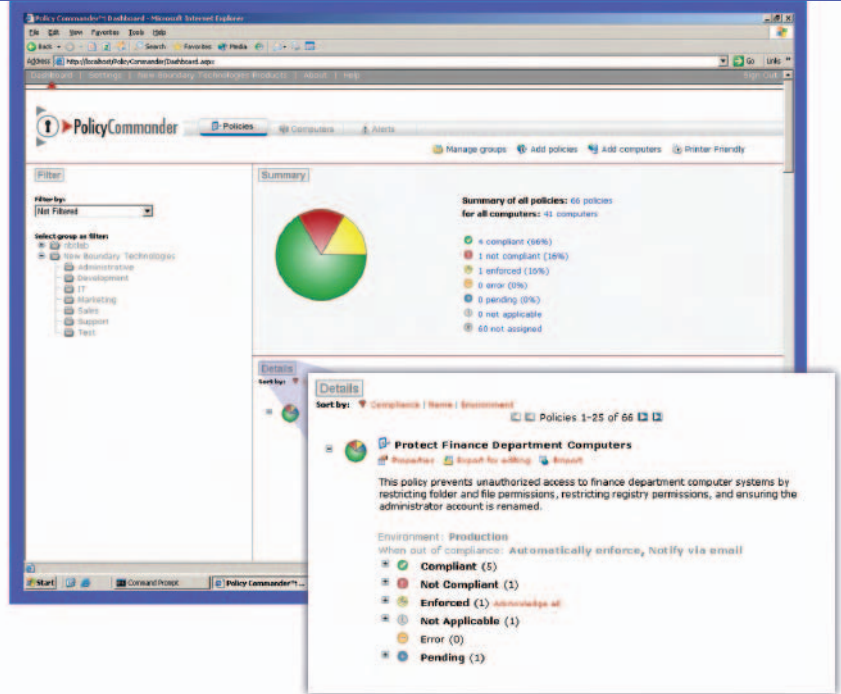 Policy Commander™: Dashboard - Microsoft Internet Explorer
File Edit View Favorites Tools Help
Back Search Favorites Media
Address http://localhost/PolicyCommander/Dashboard.aspx Go Links »
Dashboard | Settings | New Boundary Technologies Products | About | Help Sign Out
PolicyCommander Policies Computers Alerts
Manage groups Add policies Add computers Printer Friendly
Filter
Filter by:
Not Filtered
Select group as filter:
New Boundary Technologies
Administrative
Development
IT
Marketing
Sales
Support
Test
Summary
Summary of all policies: 66 policies
for all computers: 41 computers
4 compliant (66%)
1 not compliant (16%)
1 enforced (16%)
0 error (0%)
0 pending (0%)
0 not applicable
60 not assigned
Details
Sort by:
Details
Sort by: Compliance | Name | Environment
Policies 1-25 of 66
Protect Finance Department Computers
Properties Export for editing Import
This policy prevents unauthorized access to finance department computer systems by
restricting folder and file permissions, restricting registry permissions, and ensuring the
administrator account is renamed.
Environment: Production
When out of compliance: Automatically enforce, Notify via email
Compliant (5)
Not Compliant (1)
Enforced (1) Acknowledge all
Not Applicable (1)
Error (0)
Pending (1)
Start Command Prompt Policy Commander™: ...